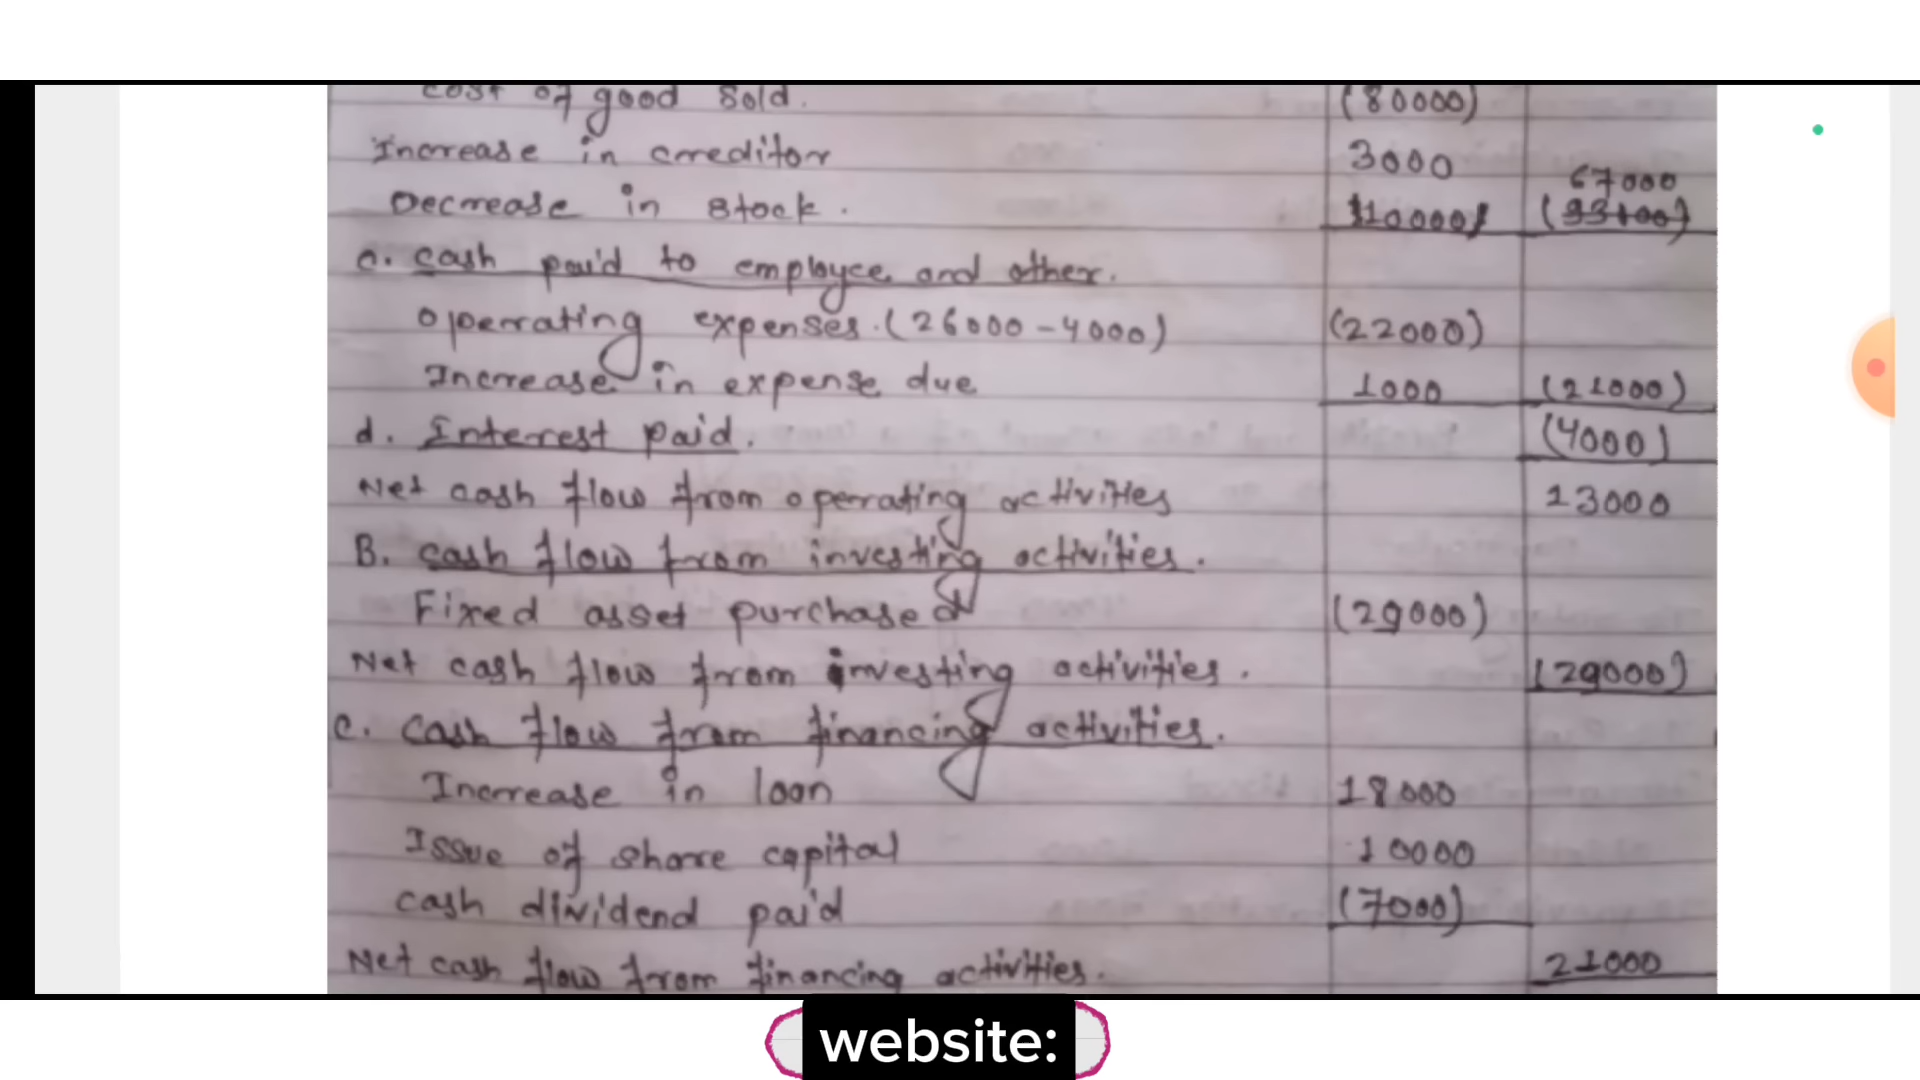 cost of good sold. (80000)
Increase in creditor 3000
67000
Decrease in stock. 10000 (33100)
c. cash paid to employee and other.
operating expenses. (26000-4000) (22000)
Increase in expense due 1000 (21000)
d. Interest paid. (4000)
Net cash flow from operating activities 13000
B. cash flow from investing activities.
Fixed asset purchased (29000)
Net cash flow from investing activities. (29000)
c. cash flow from financing activities.
Increase in loan 18000
Issue of share capital 10000
cash dividend paid (7000)
Net cash flow from financing activities. 21000
website: